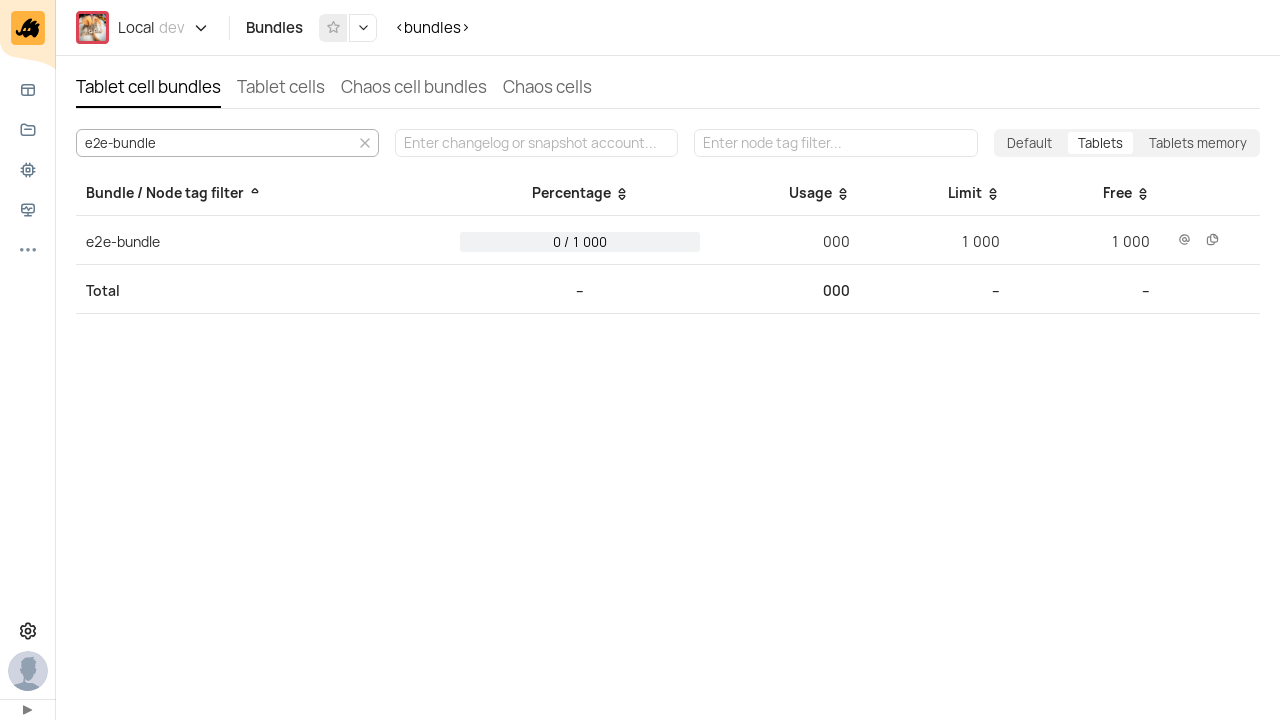 Local dev
Bundles
<bundles>
Tablet cell bundles Tablet cells Chaos cell bundles Chaos cells
e2e-bundle Enter changelog or snapshot account... Enter node tag filter... Default Tablets Tablets memory
Bundle / Node tag filter Percentage Usage Limit Free
e2e-bundle 0 / 1 000 000 1 000 1 000
Total – 000 – –